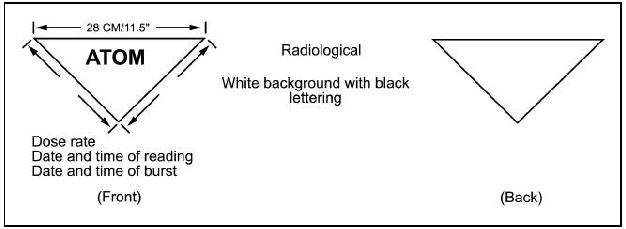 28 CM/11.5"
ATOM
Dose rate
Date and time of reading
Date and time of burst
(Front)
Radiological
White background with black
lettering
(Back)